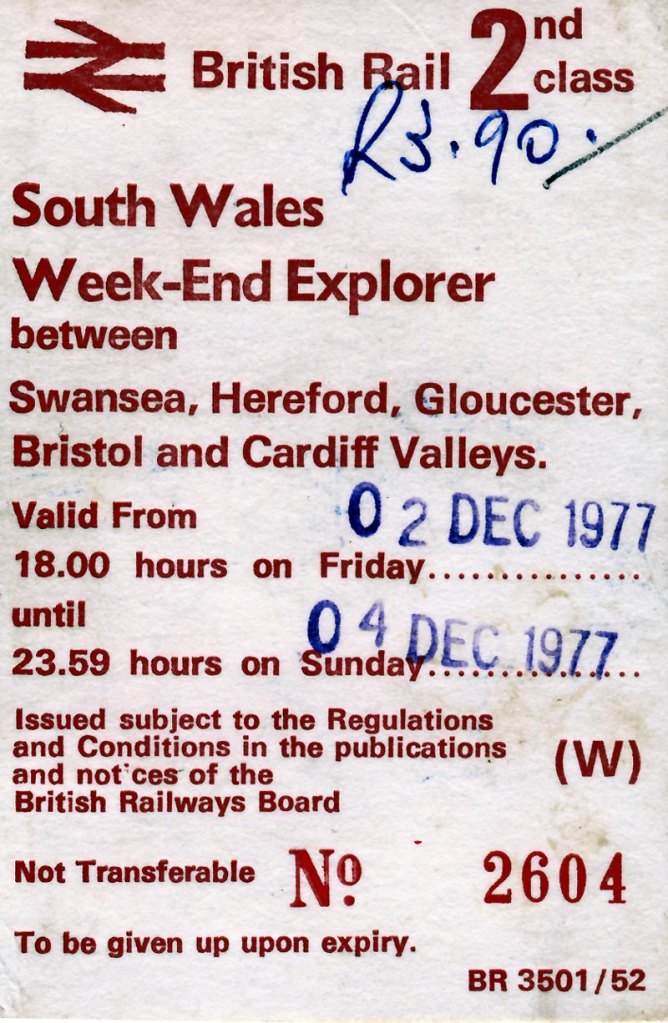 British Rail 2nd class
R3.90.
South Wales
Week-End Explorer
between
Swansea, Hereford, Gloucester,
Bristol and Cardiff Valleys.
Valid From 02 DEC 1977
18.00 hours on Friday................
until
04 DEC 1977
23.59 hours on Sunday................
Issued subject to the Regulations
and Conditions in the publications (W)
and not'ces of the
British Railways Board
Not Transferable No. 2604
To be given up upon expiry.
BR 3501/52